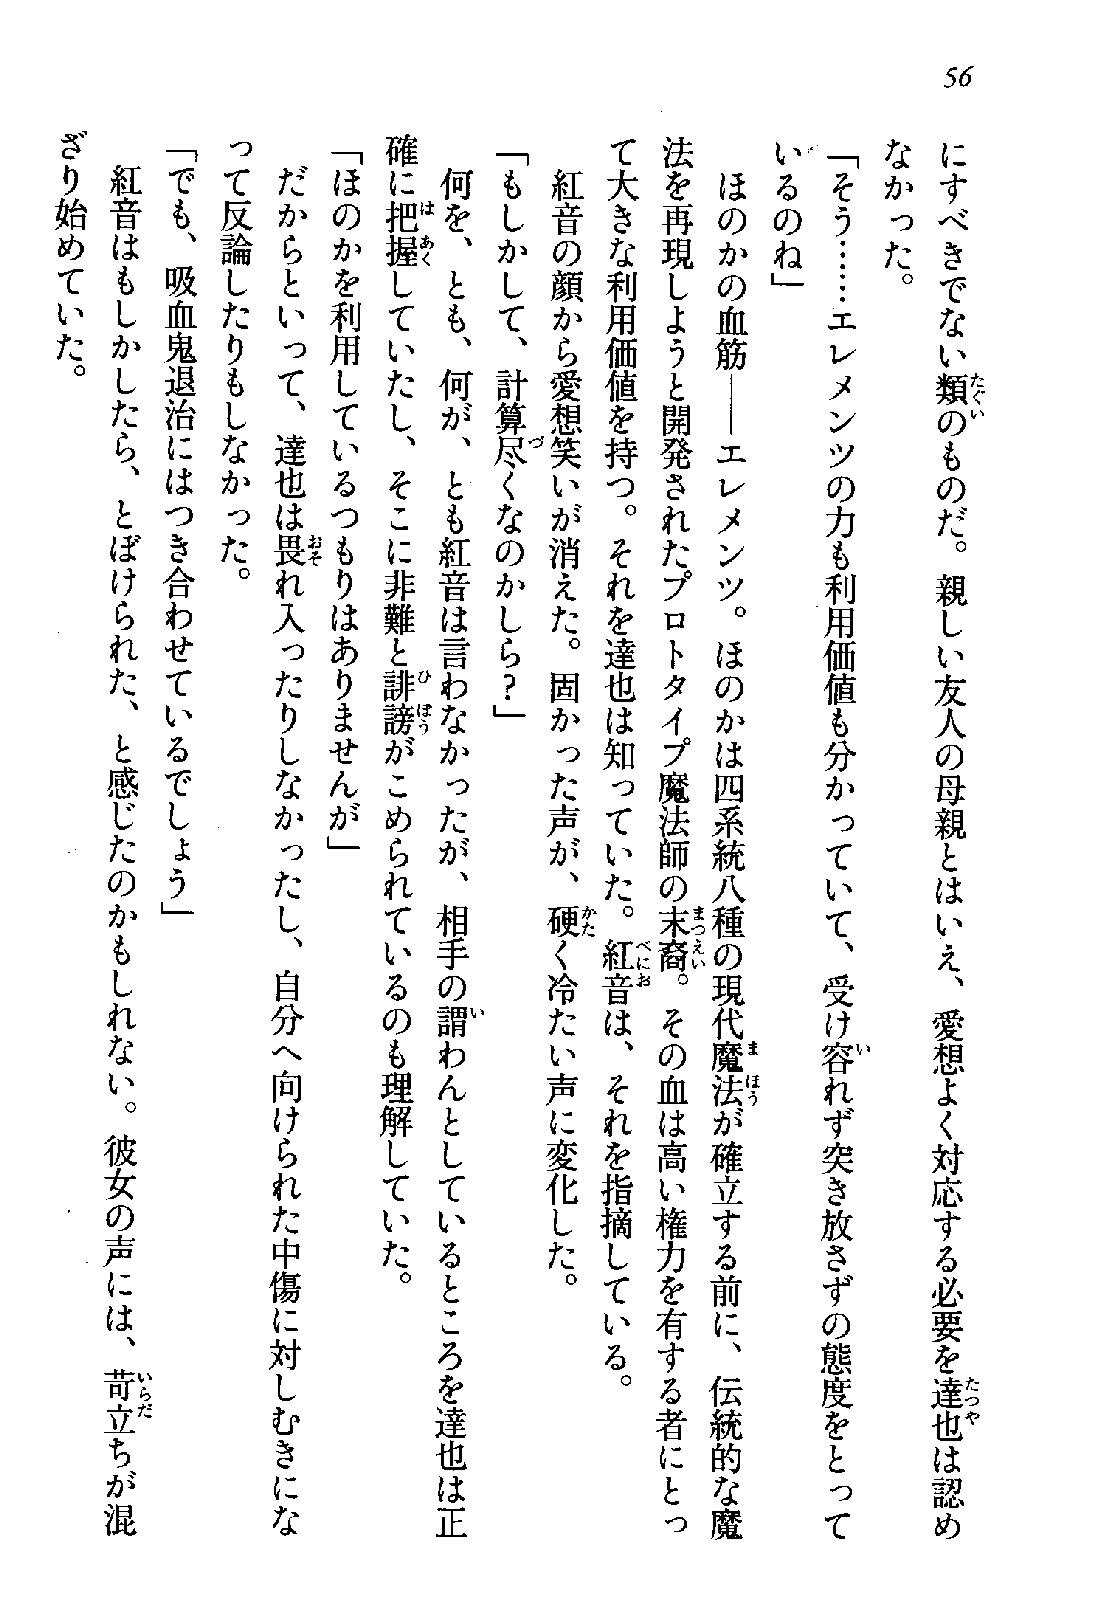 56
にすべきでない類のものだ。親しい友人の母親とはいえ、愛想よく対応する必要を達也は認め
なかった。
「そう……エレメンツの力も利用価値も分かっていて、受け容れず突き放さずの態度をとって
いるのね」
ほのかの血筋――エレメンツ。ほのかは四系統八種の現代魔法が確立する前に、伝統的な魔
法を再現しようと開発されたプロトタイプ魔法師の末裔。その血は高い権力を有する者にとっ
て大きな利用価値を持つ。それを達也は知っていた。紅音は、それを指摘している。
紅音の顔から愛想笑いが消えた。固かった声が、硬く冷たい声に変化した。
「もしかして、計算尽くなのかしら?」
何を、とも、何が、とも紅音は言わなかったが、相手の謂わんとしているところを達也は正
確に把握していたし、そこに非難と誹謗がこめられているのも理解していた。
「ほのかを利用しているつもりはありませんが」
だからといって、達也は畏れ入ったりしなかったし、自分へ向けられた中傷に対しむきにな
って反論したりもしなかった。
「でも、吸血鬼退治にはつき合わせているでしょう」
紅音はもしかしたら、とぼけられた、と感じたのかもしれない。彼女の声には、苛立ちが混
ざり始めていた。